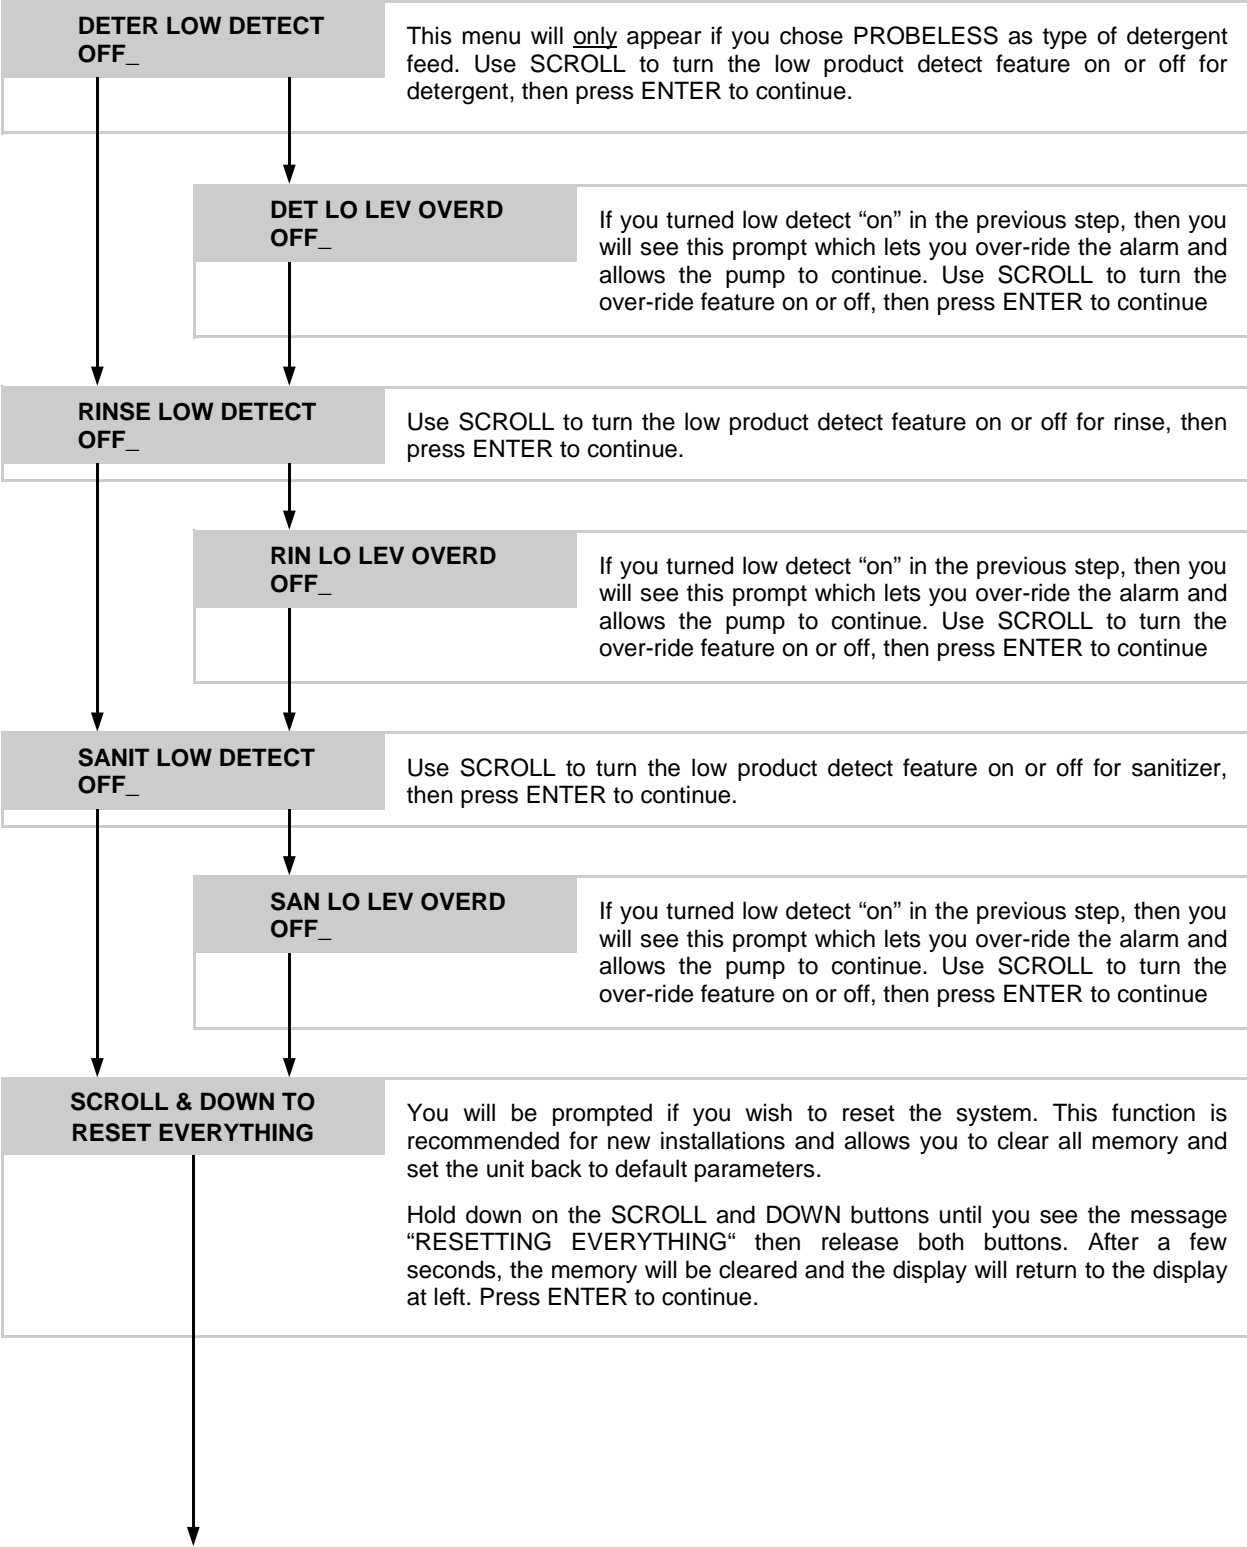 DETER LOW DETECT
OFF_
This menu will only appear if you chose PROBELESS as type of detergent
feed. Use SCROLL to turn the low product detect feature on or off for
detergent, then press ENTER to continue.
DET LO LEV OVERD
OFF_
If you turned low detect “on” in the previous step, then you
will see this prompt which lets you over-ride the alarm and
allows the pump to continue. Use SCROLL to turn the
over-ride feature on or off, then press ENTER to continue
RINSE LOW DETECT
OFF_
Use SCROLL to turn the low product detect feature on or off for rinse, then
press ENTER to continue.
RIN LO LEV OVERD
OFF_
If you turned low detect “on” in the previous step, then you
will see this prompt which lets you over-ride the alarm and
allows the pump to continue. Use SCROLL to turn the
over-ride feature on or off, then press ENTER to continue
SANIT LOW DETECT
OFF_
Use SCROLL to turn the low product detect feature on or off for sanitizer,
then press ENTER to continue.
SAN LO LEV OVERD
OFF_
If you turned low detect “on” in the previous step, then you
will see this prompt which lets you over-ride the alarm and
allows the pump to continue. Use SCROLL to turn the
over-ride feature on or off, then press ENTER to continue
SCROLL & DOWN TO
RESET EVERYTHING
You will be prompted if you wish to reset the system. This function is
recommended for new installations and allows you to clear all memory and
set the unit back to default parameters.
Hold down on the SCROLL and DOWN buttons until you see the message
“RESETTING EVERYTHING“ then release both buttons. After a few
seconds, the memory will be cleared and the display will return to the display
at left. Press ENTER to continue.